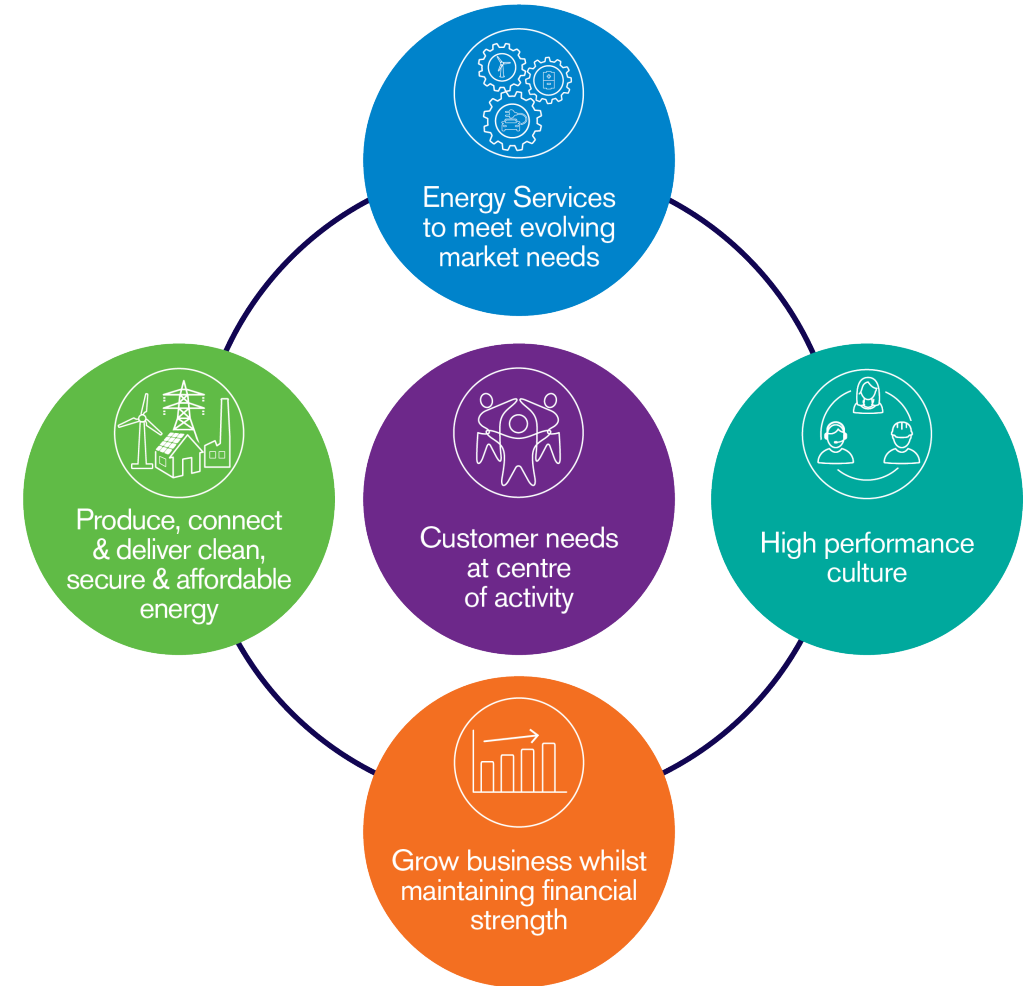 Energy Services
to meet evolving
market needs
Produce, connect
& deliver clean,
secure & affordable
energy
Customer needs
at centre
of activity
High performance
culture
Grow business whilst
maintaining financial
strength